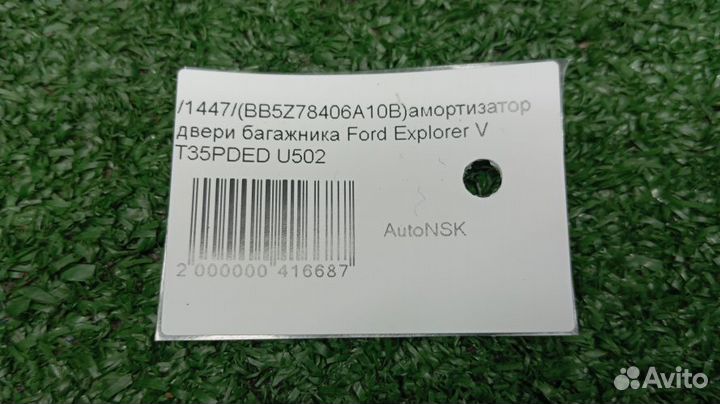 /1447/(BB5Z78406A10B)амортизатор
двери багажника Ford Explorer V
T35PDED U502
AutoNSK
2 000000 416687
Avito